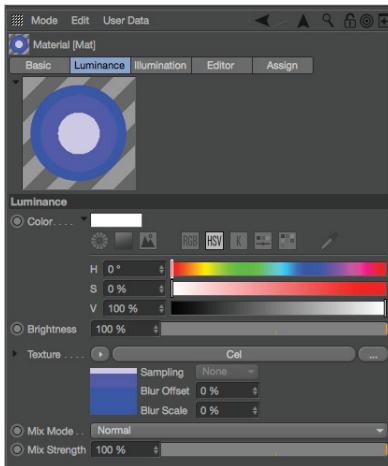 Mode Edit User Data
Material [Mat]
Basic Luminance Illumination Editor Assign
Luminance
Color. . . .
RGB HSV K
H 0 °
S 0 %
V 100 %
Brightness 100 %
Texture . . . . Cel ...
Sampling None
Blur Offset 0 %
Blur Scale 0 %
Mix Mode . . Normal
Mix Strength 100 %